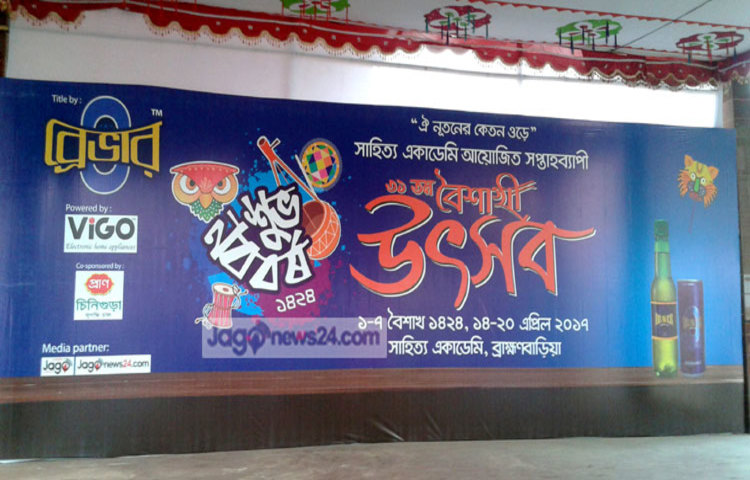 Title by :
ব্রেভার
TM
Powered by :
ViGO
Electronic home appliances
Co-sponsored by :
প্রাণ
চিনিগুড়া
সুগন্ধি চাল
Media partner:
Jago
Jagonews24.com
শুভ
নববর্ষ
১৪২৪
Jagonews24.com
“ঐ নূতনের কেতন ওড়ে”
সাহিত্য একাডেমি আয়োজিত সপ্তাহব্যাপী
৩১ তম বৈশাখী
উৎসব
১-৭ বৈশাখ ১৪২৪, ১৪-২০ এপ্রিল ২০১৭
সাহিত্য একাডেমি, ব্রাহ্মণবাড়িয়া
ব্রেভার